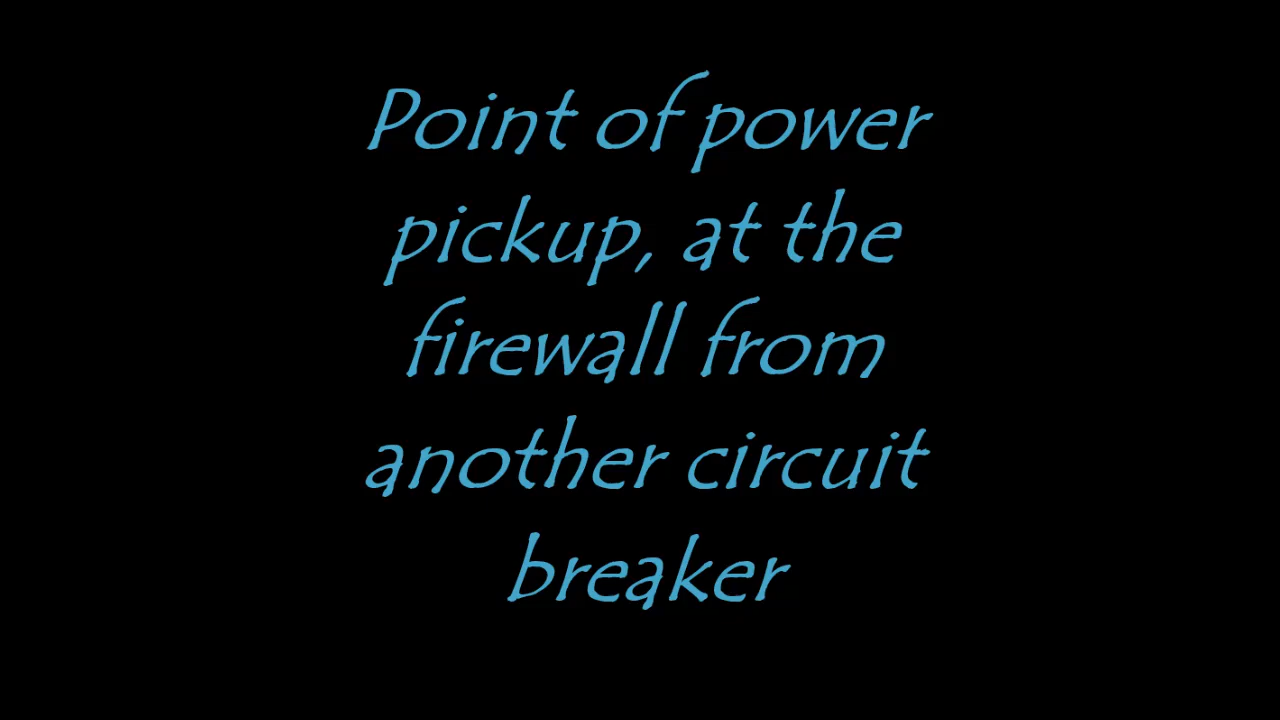 Point of power
pickup, at the
firewall from
another circuit
breaker